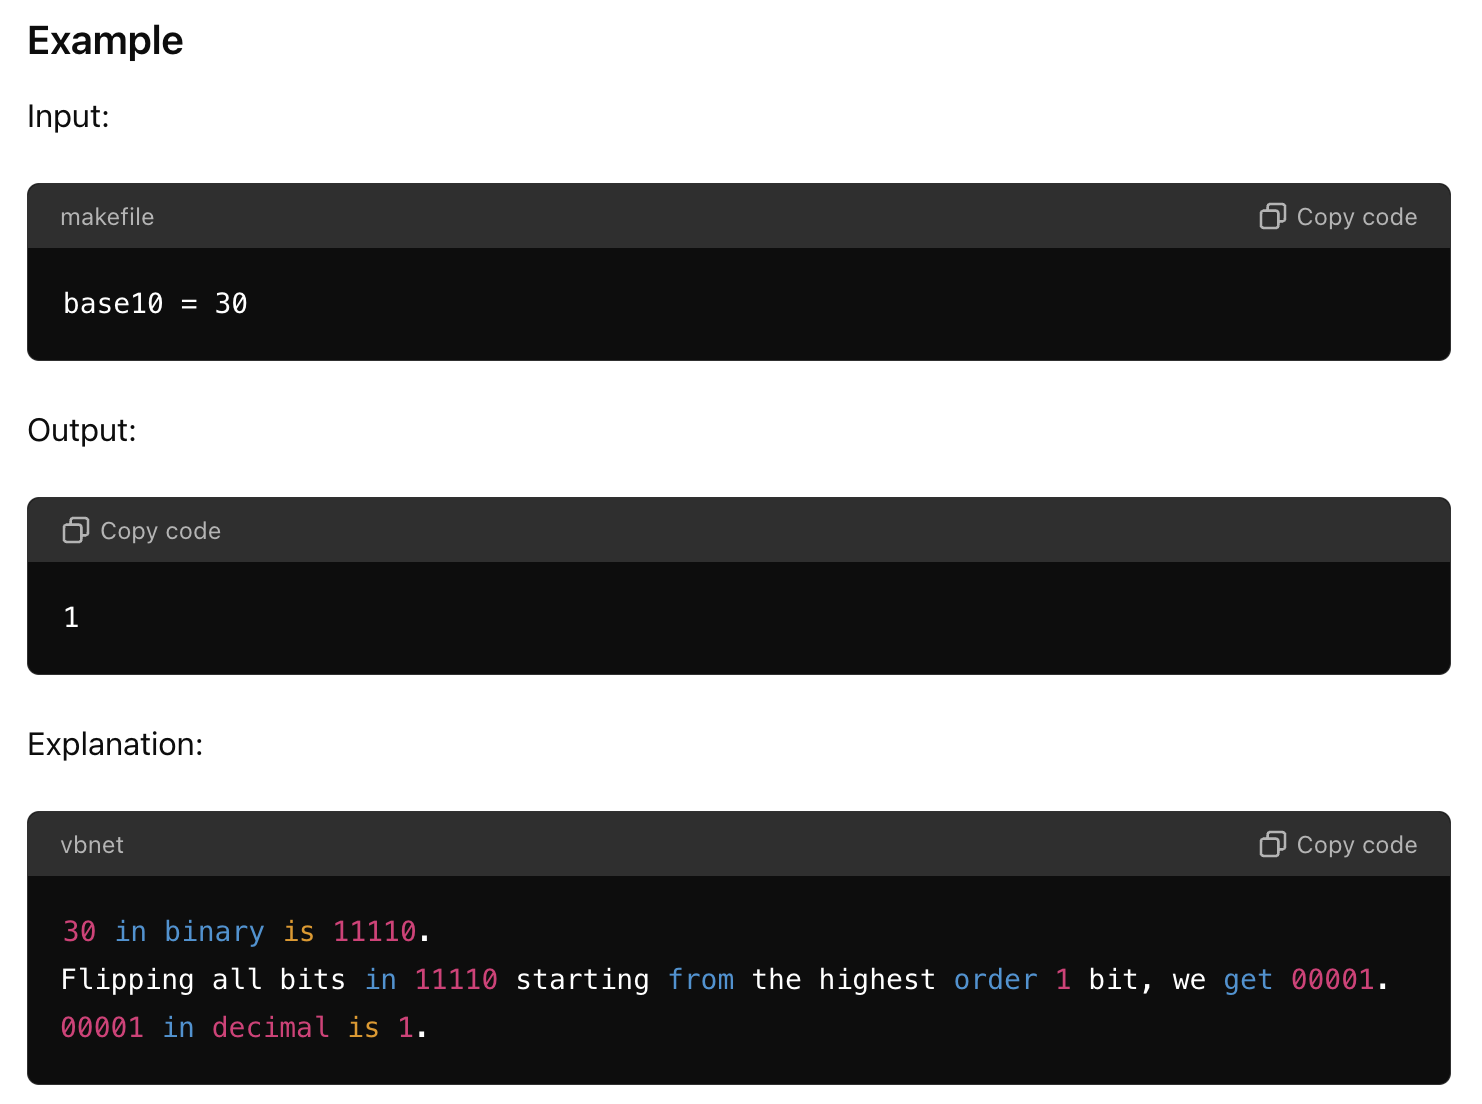 Example
Input:
makefile Copy code
base10 = 30
Output:
Copy code
1
Explanation:
vbnet Copy code
30 in binary is 11110.
Flipping all bits in 11110 starting from the highest order 1 bit, we get 00001.
00001 in decimal is 1.